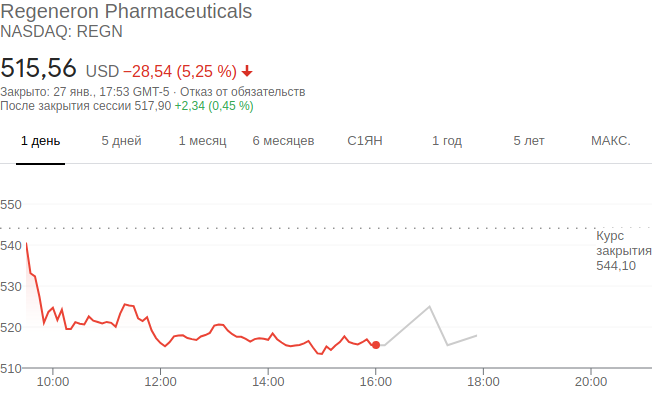 Regeneron Pharmaceuticals
NASDAQ: REGN
515,56 USD −28,54 (5,25 %)
Закрыто: 27 янв., 17:53 GMT-5 · Отказ от обязательств
После закрытия сессии 517,90 +2,34 (0,45 %)
1 день 5 дней 1 месяц 6 месяцев С1ЯН 1 год 5 лет МАКС.
550
Курс
закрытия
544,10
540
530
520
510
10:00 12:00 14:00 16:00 18:00 20:00